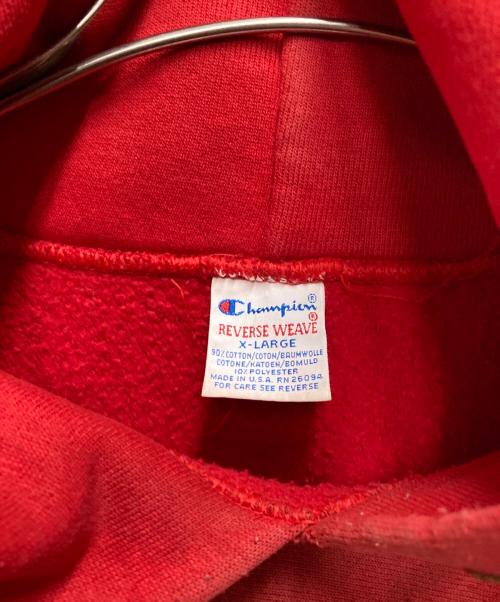 Champion®
REVERSE WEAVE®
X-LARGE
90% COTTON/COTON/BAUMWOLLE
COTONE/KATOEN/BOMULD
10% POLYESTER
MADE IN U.S.A. RN 26094
FOR CARE SEE REVERSE